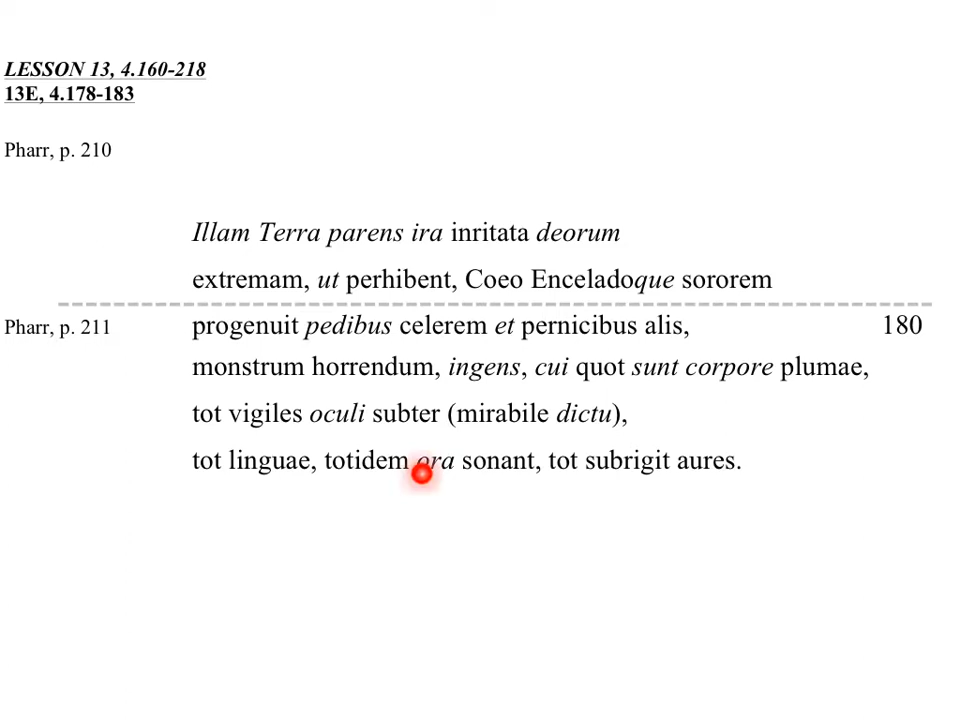 LESSON 13, 4.160-218
13E, 4.178-183
Pharr, p. 210
Illam Terra parens ira inritata deorum
extremam, ut perhibent, Coeo Enceladoque sororem
Pharr, p. 211 progenuit pedibus celerem et pernicibus alis, 180
monstrum horrendum, ingens, cui quot sunt corpore plumae,
tot vigiles oculi subter (mirabile dictu),
tot linguae, totidem ora sonant, tot subrigit aures.